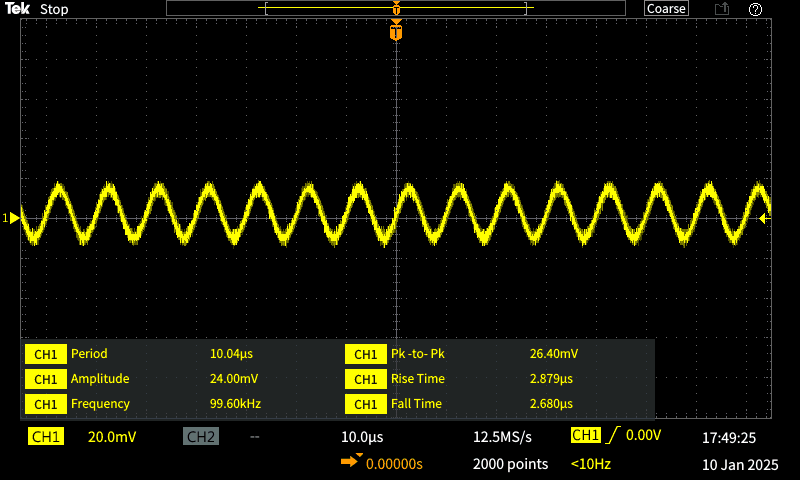 Tek Stop Coarse ?
T
T
1
CH1 Period 10.04µs CH1 Pk -to- Pk 26.40mV
CH1 Amplitude 24.00mV CH1 Rise Time 2.879µs
CH1 Frequency 99.60kHz CH1 Fall Time 2.680µs
CH1 20.0mV CH2 -- 10.0µs 12.5MS/s CH1 0.00V 17:49:25
0.00000s 2000 points <10Hz 10 Jan 2025